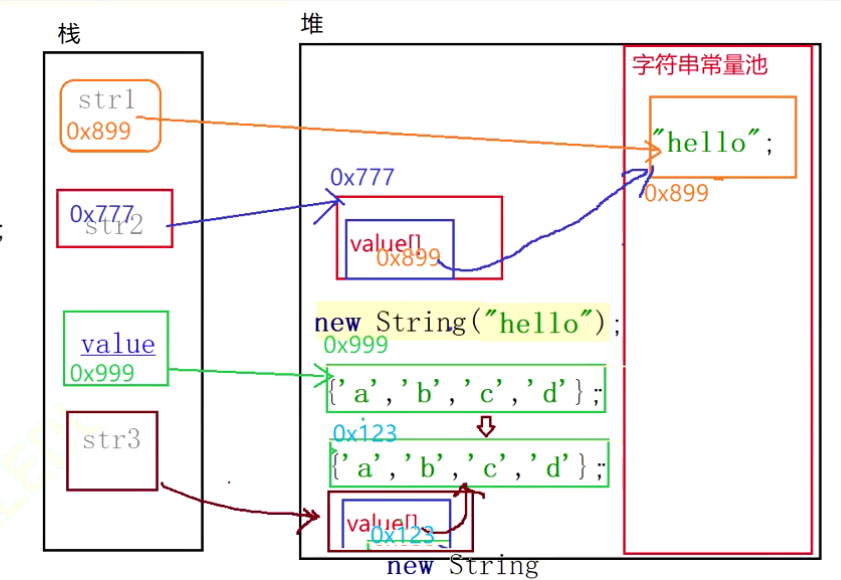 栈
堆
字符串常量池
str1
0x899
"hello";
0x899
0x777
0x777
str2
;
value[]
0x899
new String("hello");
value
0x999
0x999
{'a','b','c','d'};
str3
0x123
{'a','b','c','d'};
value[]
0x123
new String